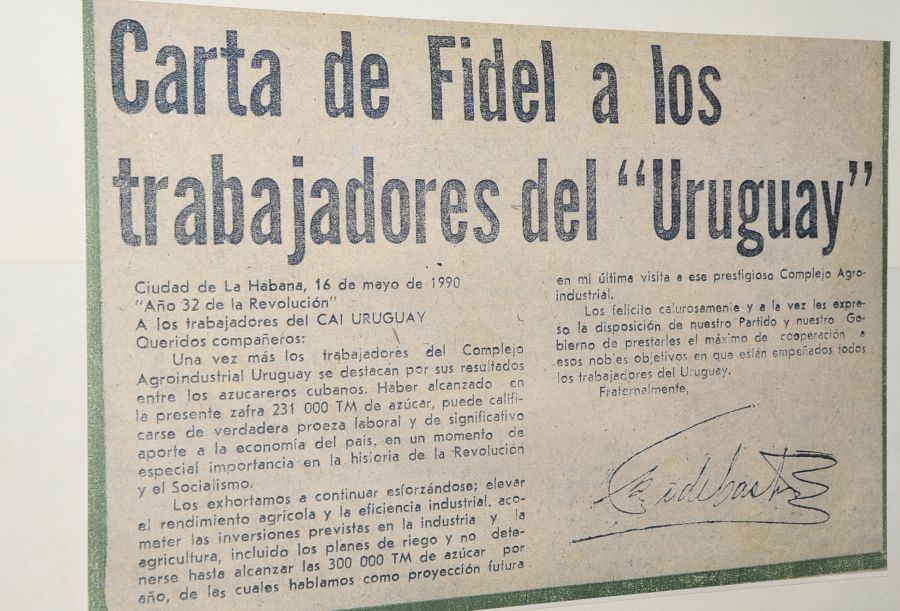 Carta de Fidel a los
trabajadores del “Uruguay”
Ciudad de La Habana, 16 de mayo de 1990
"Año 32 de la Revolución"
A los trabajadores del CAI URUGUAY
Queridos compañeros:
Una vez más los trabajadores del Complejo
Agroindustrial Uruguay se destacan por sus resultados
entre los azucareros cubanos. Haber alcanzado en
la presente zafra 231 000 TM de azúcar, puede califi-
carse de verdadera proeza laboral y de significativo
aporte a la economía del país, en un momento de
especial importancia en la historia de la Revolución
y el Socialismo.
Los exhortamos a continuar esforzándose; elevar
el rendimiento agrícola y la eficiencia industrial, aco-
meter las inversiones previstas en la industria y la
agricultura, incluido los planes de riego y no dete-
nerse hasta alcanzar las 300 000 TM de azúcar por
año, de las cuales hablamos como proyección futura
en mi última visita a ese prestigioso Complejo Agro-
industrial.
Los felicito calurosamente y a la vez les expre-
so la disposición de nuestro Partido y nuestro Go-
bierno de prestarles el máximo de cooperación a
esos nobles objetivos en que están empeñados todos
los trabajadores del Uruguay.
Fraternalmente,